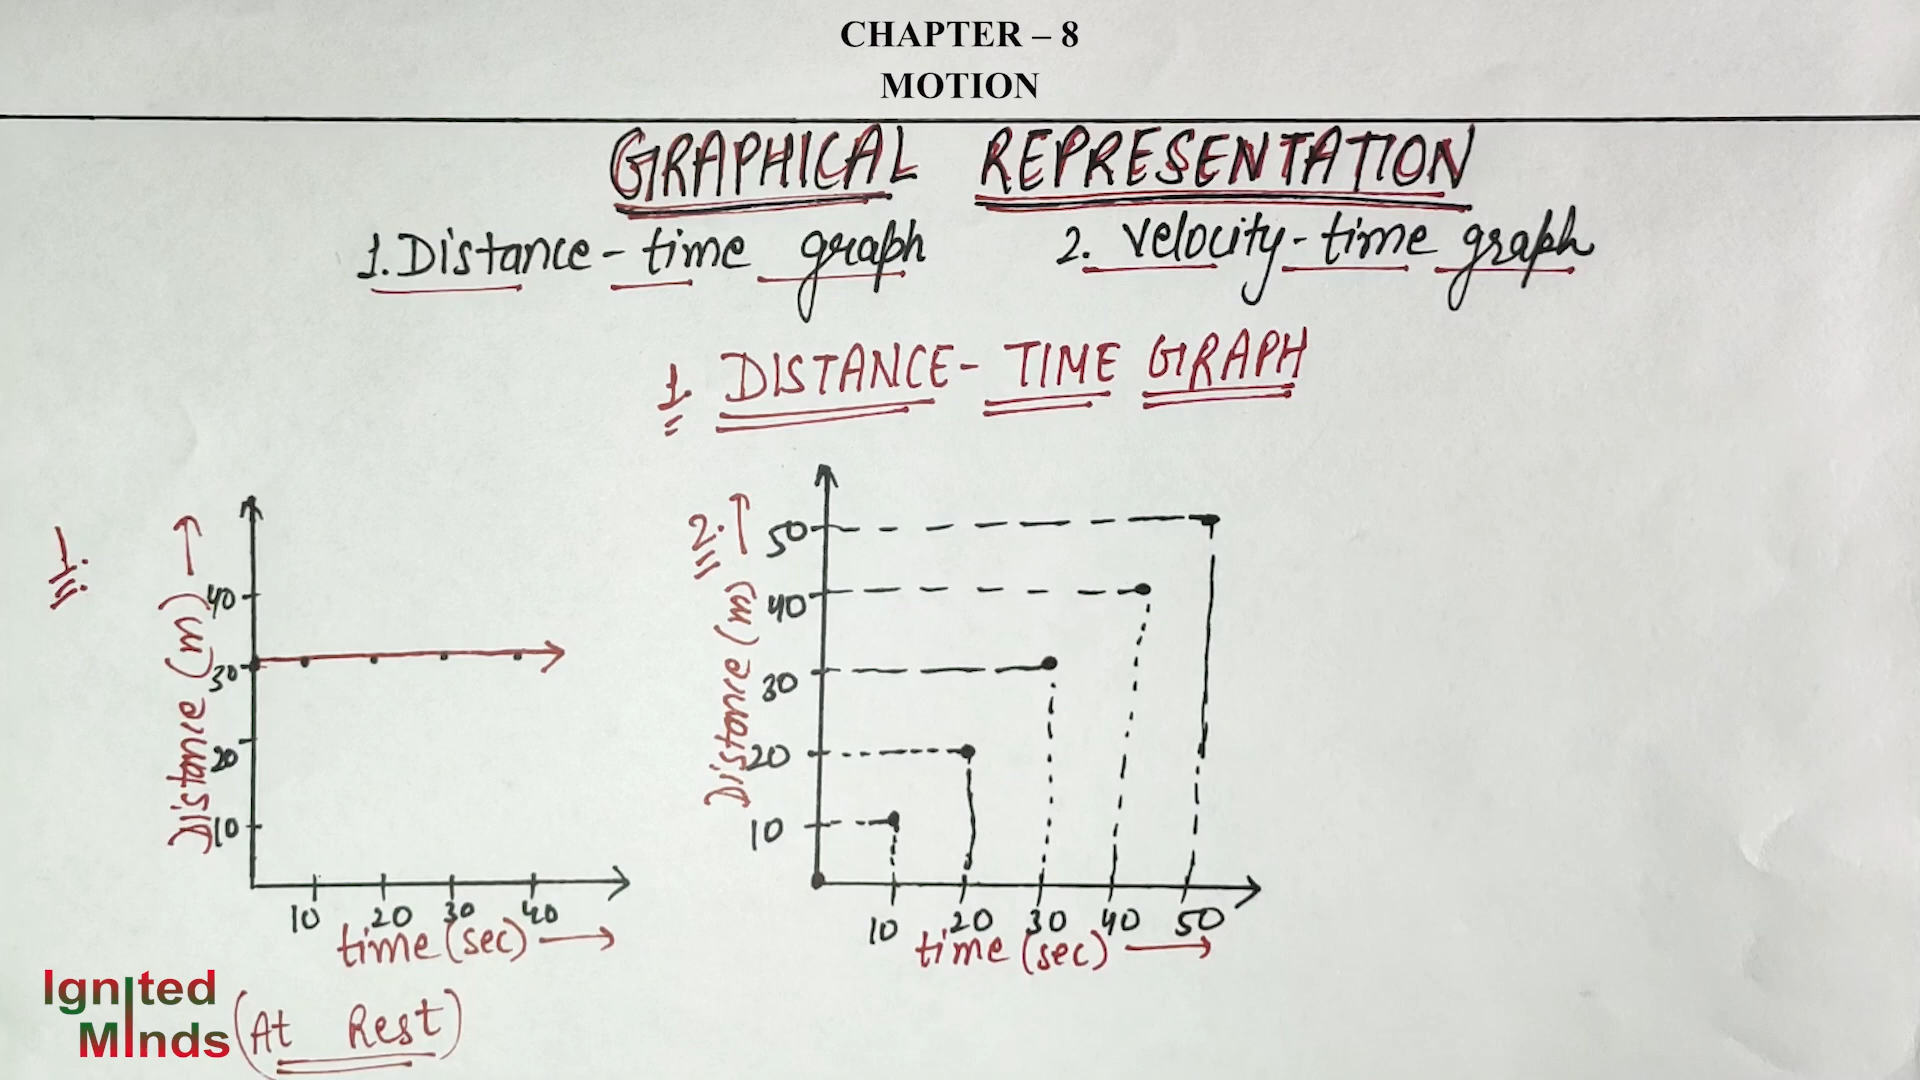 CHAPTER – 8
MOTION
GRAPHICAL REPRESENTATION
1. Distance-time graph 2. Velocity-time graph
1. DISTANCE-TIME GRAPH
1.
Distance (m)
40
30
20
10
10 20 30 40
time (sec)
(At Rest)
2.
Distance (m)
50
40
30
20
10
10 20 30 40 50
time (sec)
Ignited
Minds